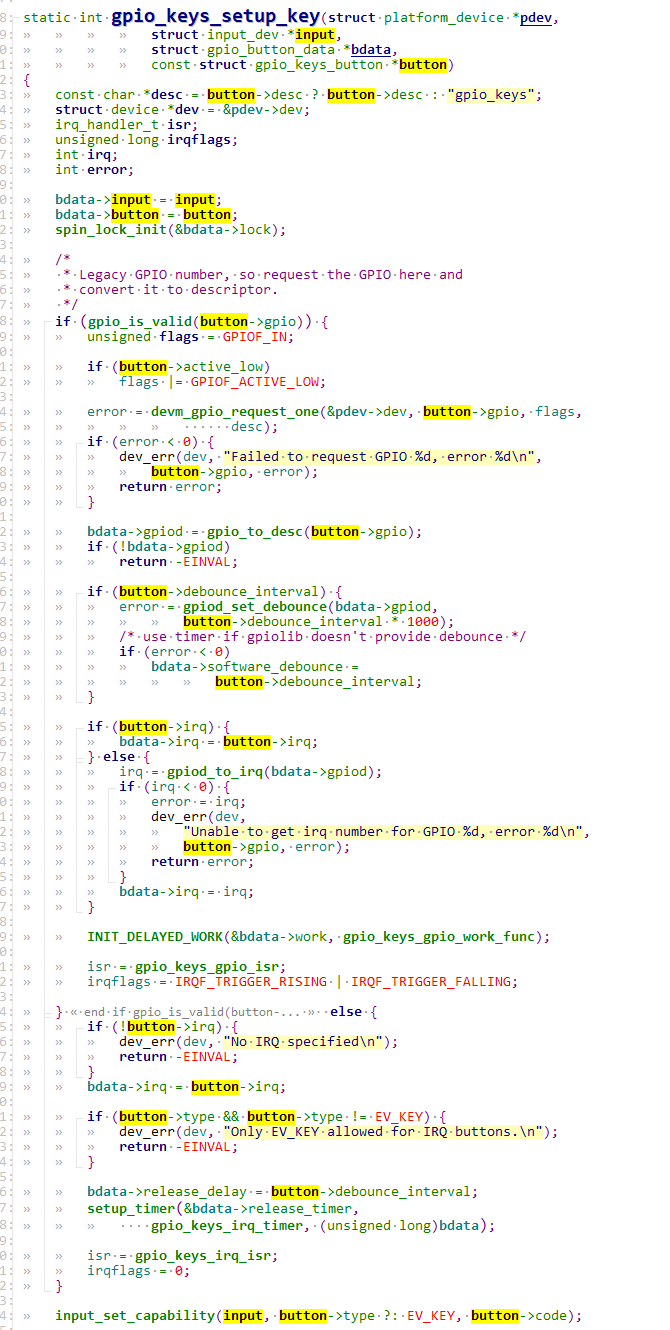 8: static int gpio_keys_setup_key(struct platform_device *pdev,
9: » » » » struct input_dev *input,
0: » » » » struct gpio_button_data *bdata,
1: » » » » const struct gpio_keys_button *button)
2: {
3: » const char *desc = button->desc ? button->desc : "gpio_keys";
4: » struct device *dev = &pdev->dev;
5: » irq_handler_t isr;
6: » unsigned long irqflags;
7: » int irq;
8: » int error;
9:
0: » bdata->input = input;
1: » bdata->button = button;
2: » spin_lock_init(&bdata->lock);
3:
4: » /*
5: » * Legacy GPIO number, so request the GPIO here and
6: » * convert it to descriptor.
7: » */
8: » if (gpio_is_valid(button->gpio)) {
9: » » unsigned flags = GPIOF_IN;
0:
1: » » if (button->active_low)
2: » » » flags |= GPIOF_ACTIVE_LOW;
3:
4: » » error = devm_gpio_request_one(&pdev->dev, button->gpio, flags,
5: » » » » » desc);
6: » » if (error < 0) {
7: » » » dev_err(dev, "Failed to request GPIO %d, error %d\n",
8: » » » » button->gpio, error);
9: » » » return error;
0: » » }
1:
2: » » bdata->gpiod = gpio_to_desc(button->gpio);
3: » » if (!bdata->gpiod)
4: » » » return -EINVAL;
5:
6: » » if (button->debounce_interval) {
7: » » » error = gpiod_set_debounce(bdata->gpiod,
8: » » » » » button->debounce_interval * 1000);
9: » » » /* use timer if gpiolib doesn't provide debounce */
0: » » » if (error < 0)
1: » » » » bdata->software_debounce =
2: » » » » » » button->debounce_interval;
3: » » }
4:
5: » » if (button->irq) {
6: » » » bdata->irq = button->irq;
7: » » } else {
8: » » » irq = gpiod_to_irq(bdata->gpiod);
9: » » » if (irq < 0) {
0: » » » » error = irq;
1: » » » » dev_err(dev,
2: » » » » » "Unable to get irq number for GPIO %d, error %d\n",
3: » » » » » button->gpio, error);
4: » » » » return error;
5: » » » }
6: » » » bdata->irq = irq;
7: » » }
8:
9: » » INIT_DELAYED_WORK(&bdata->work, gpio_keys_gpio_work_func);
0:
1: » » isr = gpio_keys_gpio_isr;
2: » » irqflags = IRQF_TRIGGER_RISING | IRQF_TRIGGER_FALLING;
3:
4: » } « end if gpio_is_valid(button-... » else {
5: » » if (!button->irq) {
6: » » » dev_err(dev, "No IRQ specified\n");
7: » » » return -EINVAL;
8: » » }
9: » » bdata->irq = button->irq;
0:
1: » » if (button->type && button->type != EV_KEY) {
2: » » » dev_err(dev, "Only EV_KEY allowed for IRQ buttons.\n");
3: » » » return -EINVAL;
4: » » }
5:
6: » » bdata->release_delay = button->debounce_interval;
7: » » setup_timer(&bdata->release_timer,
8: » » » gpio_keys_irq_timer, (unsigned long)bdata);
9:
0: » » isr = gpio_keys_irq_isr;
1: » » irqflags = 0;
2: » }
3:
4: » input_set_capability(input, button->type ?: EV_KEY, button->code);